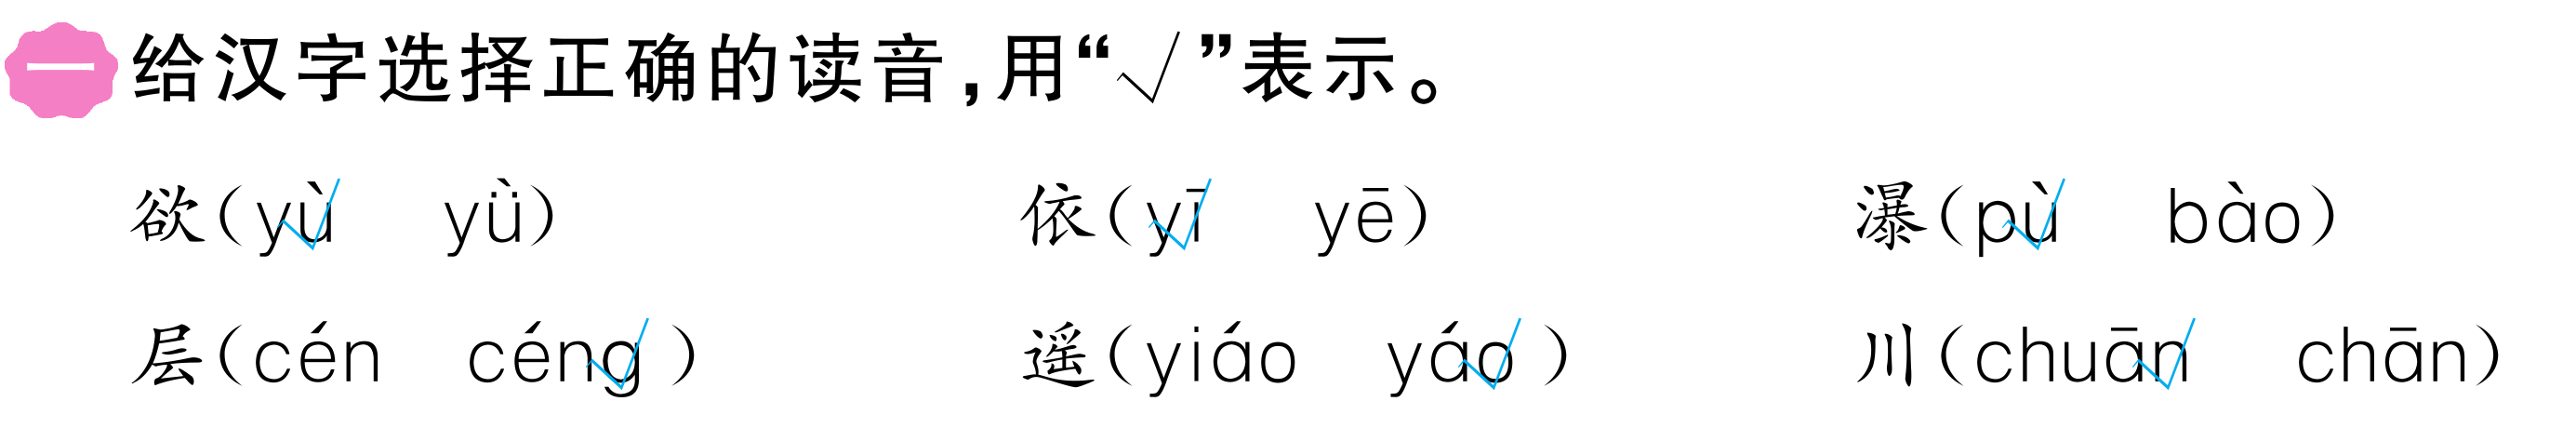 一 给汉字选择正确的读音,用“√”表示。
欲(yù√ yǜ) 依(yī√ yē) 瀑(pù√ bào)
层(cén céng√) 遥(yiáo yáo√) 川(chuān√ chān)